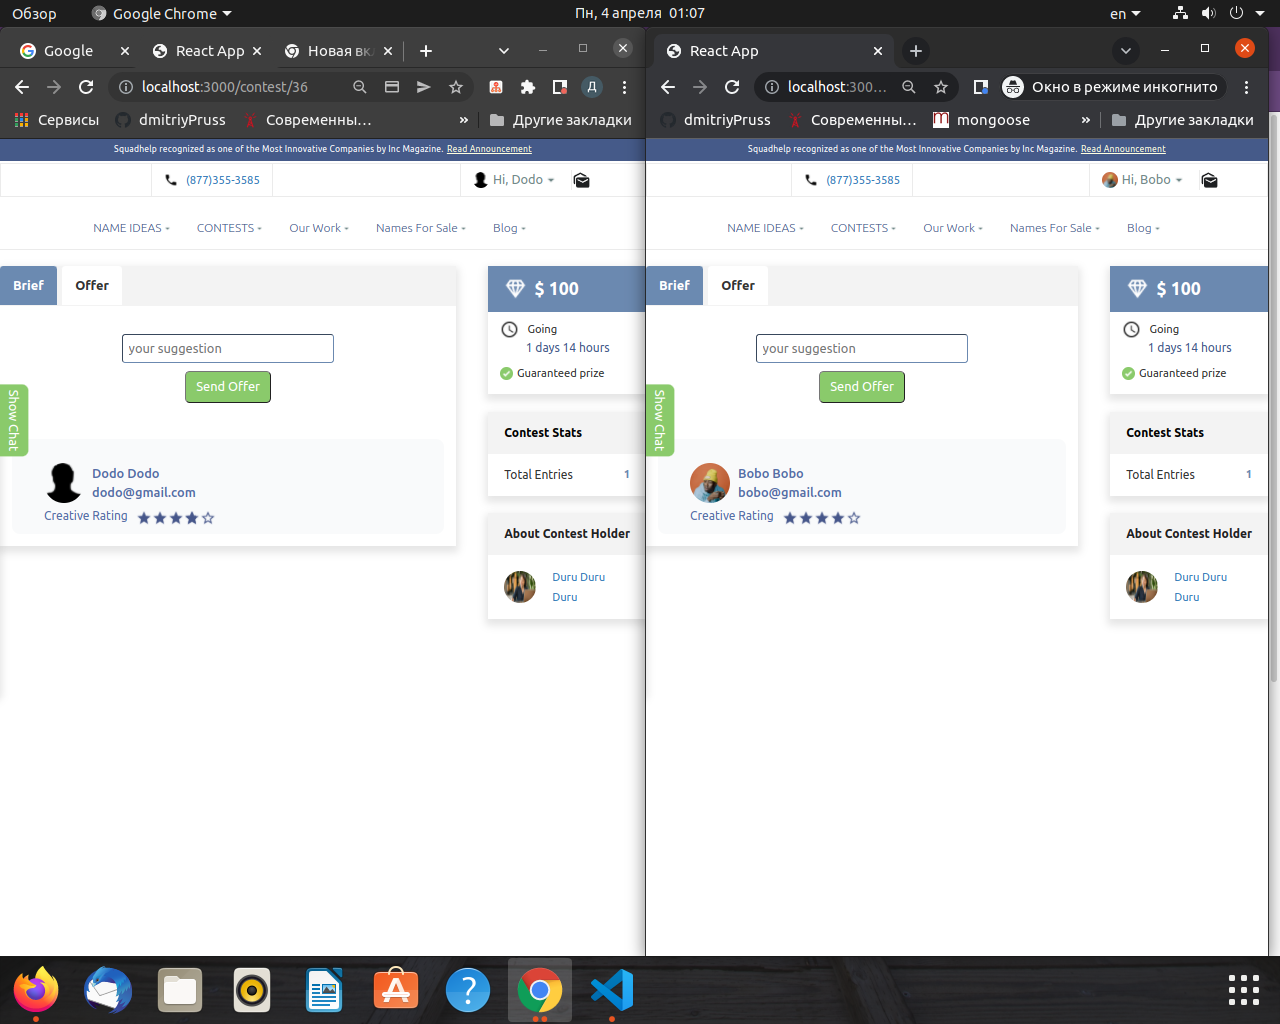 Обзор
Google Chrome
Пн, 4 апреля 01:07
en
Google
React App
Новая вк
localhost:3000/contest/36
Д
Сервисы
dmitriyPruss
Современны…
»
Другие закладки
Squadhelp recognized as one of the Most Innovative Companies by Inc Magazine. Read Announcement
(877)355-3585
Hi, Dodo
NAME IDEAS
CONTESTS
Our Work
Names For Sale
Blog
Brief
Offer
your suggestion
Send Offer
Show Chat
Dodo Dodo
dodo@gmail.com
Creative Rating
$ 100
Going
1 days 14 hours
Guaranteed prize
Contest Stats
Total Entries 1
About Contest Holder
Duru Duru
Duru
React App
localhost:300…
Окно в режиме инкогнито
dmitriyPruss
Современны…
mongoose
»
Другие закладки
Squadhelp recognized as one of the Most Innovative Companies by Inc Magazine. Read Announcement
(877)355-3585
Hi, Bobo
NAME IDEAS
CONTESTS
Our Work
Names For Sale
Blog
Brief
Offer
your suggestion
Send Offer
Show Chat
Bobo Bobo
bobo@gmail.com
Creative Rating
$ 100
Going
1 days 14 hours
Guaranteed prize
Contest Stats
Total Entries 1
About Contest Holder
Duru Duru
Duru